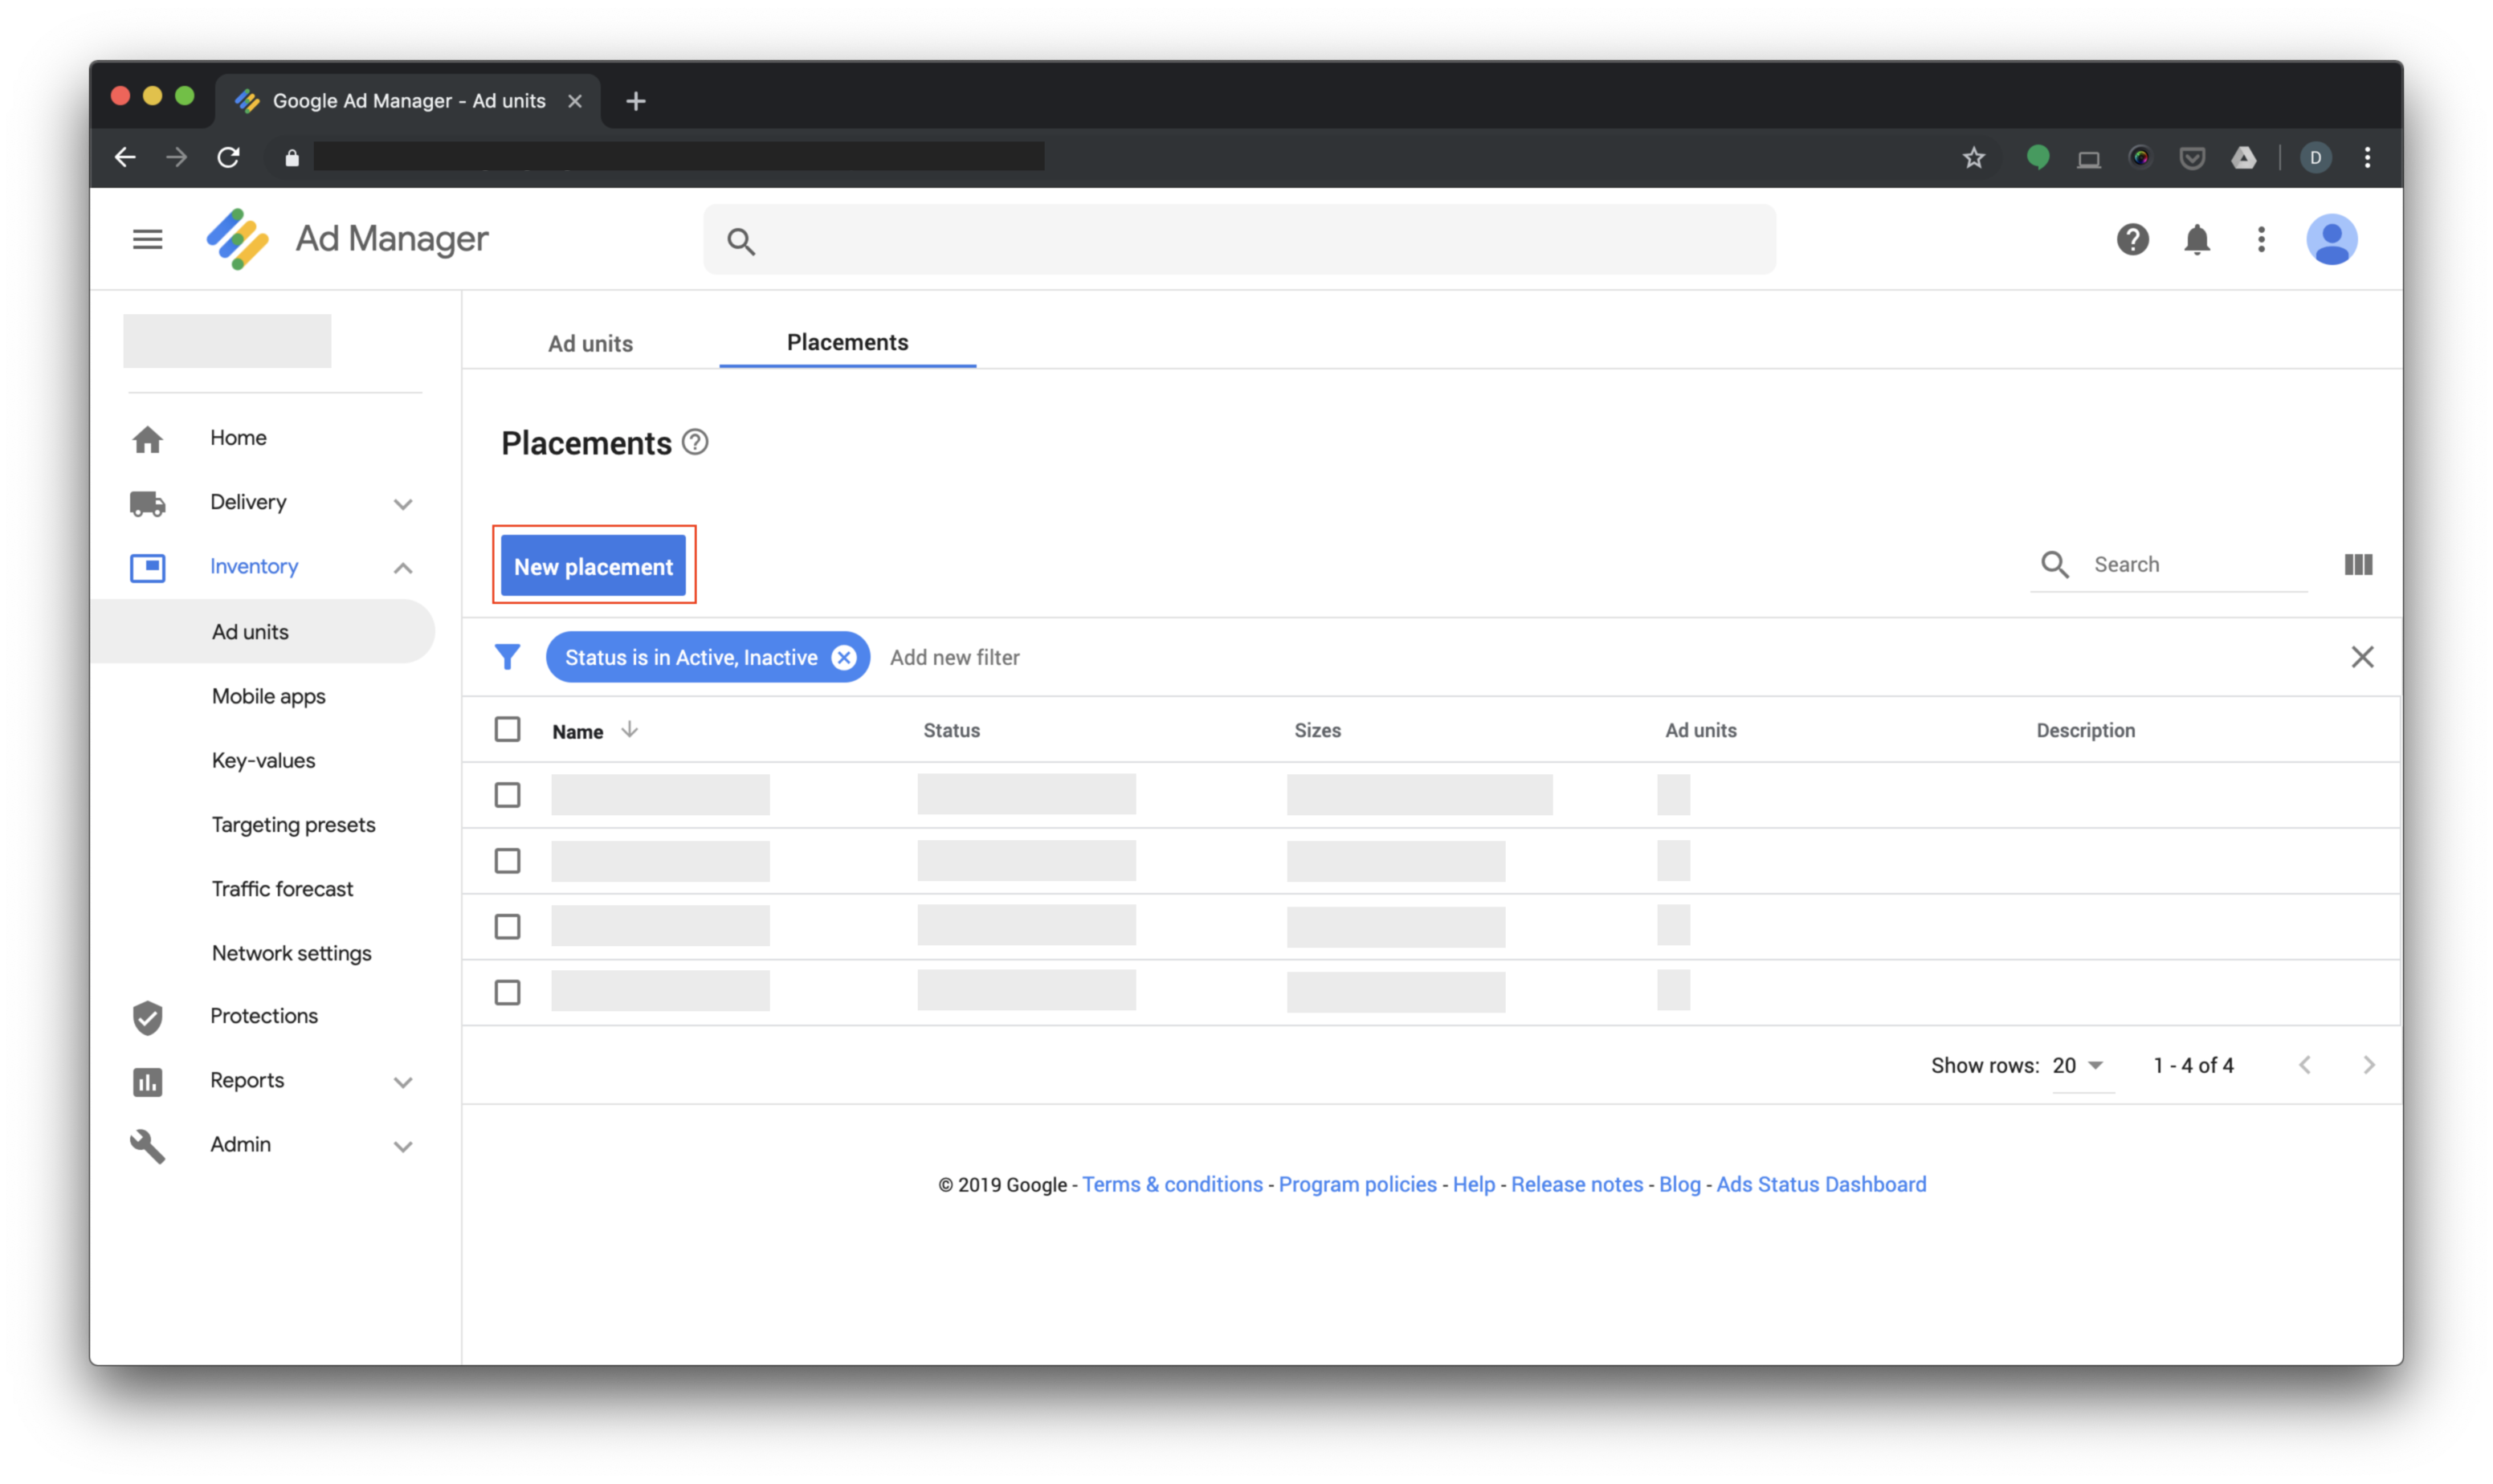 Google Ad Manager - Ad units
D
Ad Manager
Ad units
Placements
Home
Delivery
Inventory
Ad units
Mobile apps
Key-values
Targeting presets
Traffic forecast
Network settings
Protections
Reports
Admin
Placements
New placement
Search
Status is in Active, Inactive
Add new filter
Name
Status
Sizes
Ad units
Description
Show rows: 20
1 - 4 of 4
© 2019 Google - Terms & conditions - Program policies - Help - Release notes - Blog - Ads Status Dashboard